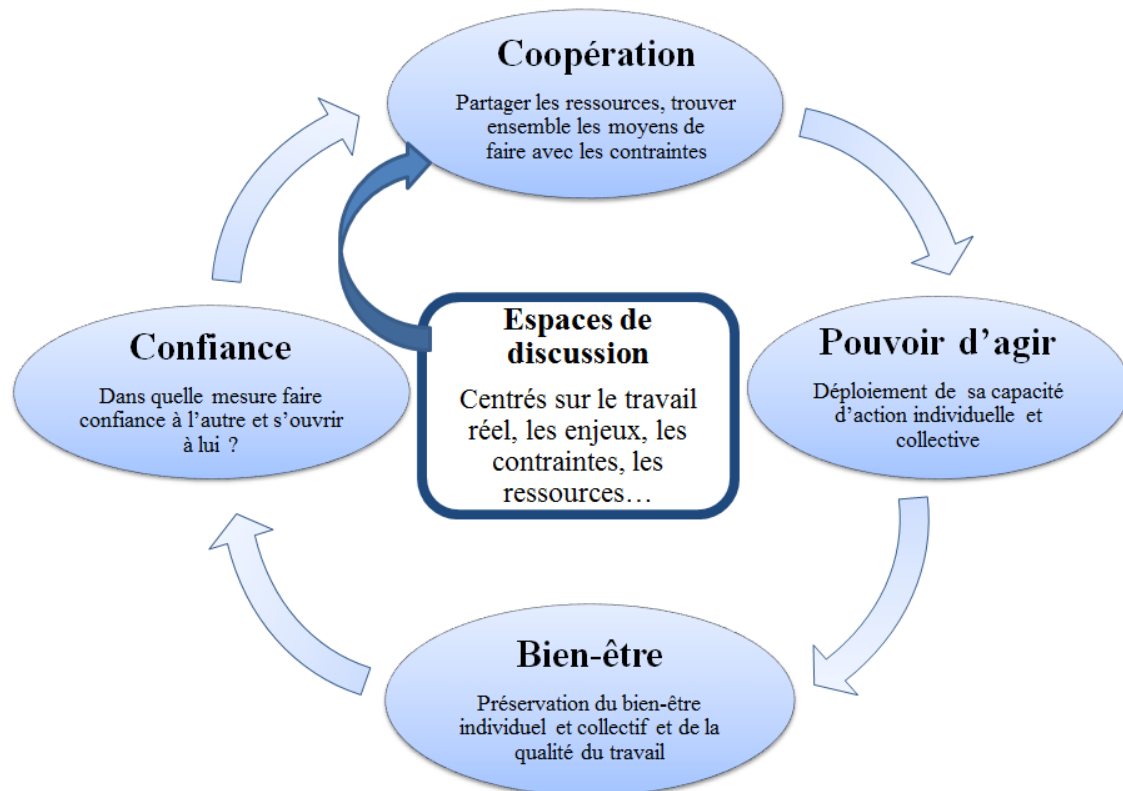 Coopération
Partager les ressources, trouver
ensemble les moyens de
faire avec les contraintes
Confiance
Dans quelle mesure faire
confiance à l’autre et s’ouvrir
à lui ?
Espaces de
discussion
Centrés sur le travail
réel, les enjeux, les
contraintes, les
ressources…
Pouvoir d’agir
Déploiement de sa capacité
d’action individuelle et
collective
Bien-être
Préservation du bien-être
individuel et collectif et de la
qualité du travail